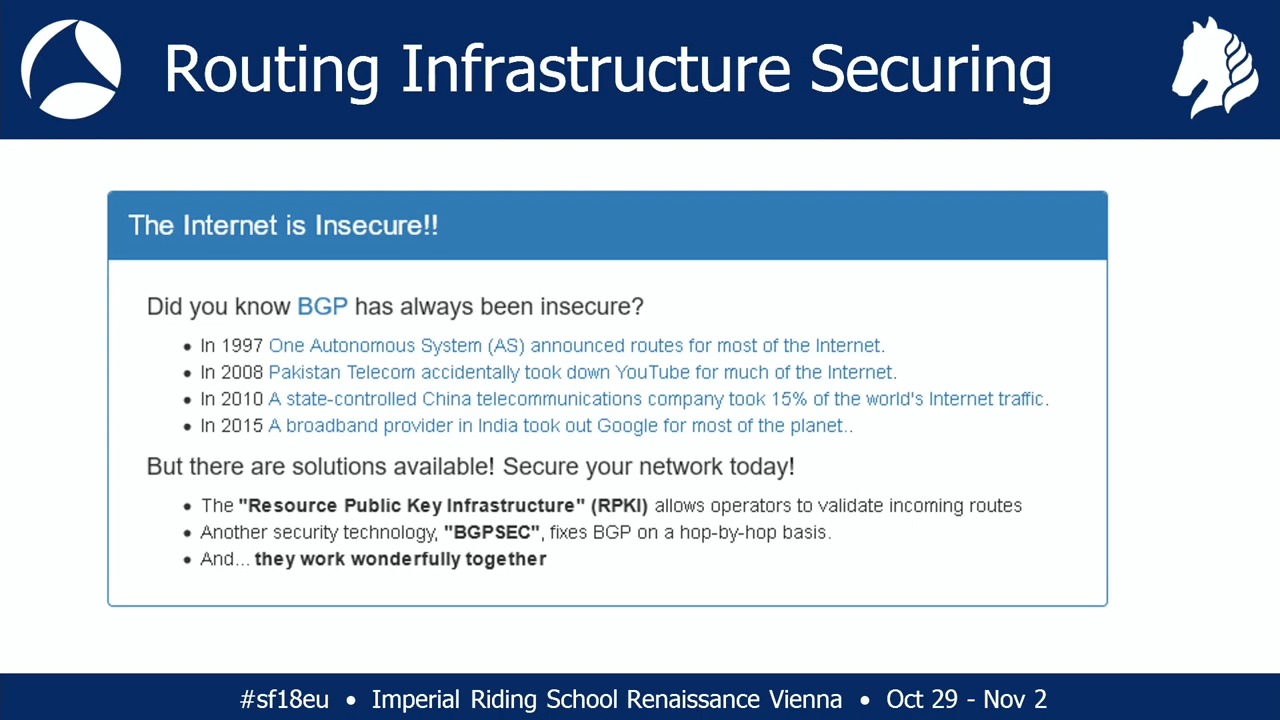 Routing Infrastructure Securing
The Internet is Insecure!!
Did you know BGP has always been insecure?
• In 1997 One Autonomous System (AS) announced routes for most of the Internet.
• In 2008 Pakistan Telecom accidentally took down YouTube for much of the Internet.
• In 2010 A state-controlled China telecommunications company took 15% of the world's Internet traffic.
• In 2015 A broadband provider in India took out Google for most of the planet..
But there are solutions available! Secure your network today!
• The "Resource Public Key Infrastructure" (RPKI) allows operators to validate incoming routes
• Another security technology, "BGPSEC", fixes BGP on a hop-by-hop basis.
• And... they work wonderfully together
#sf18eu • Imperial Riding School Renaissance Vienna • Oct 29 - Nov 2